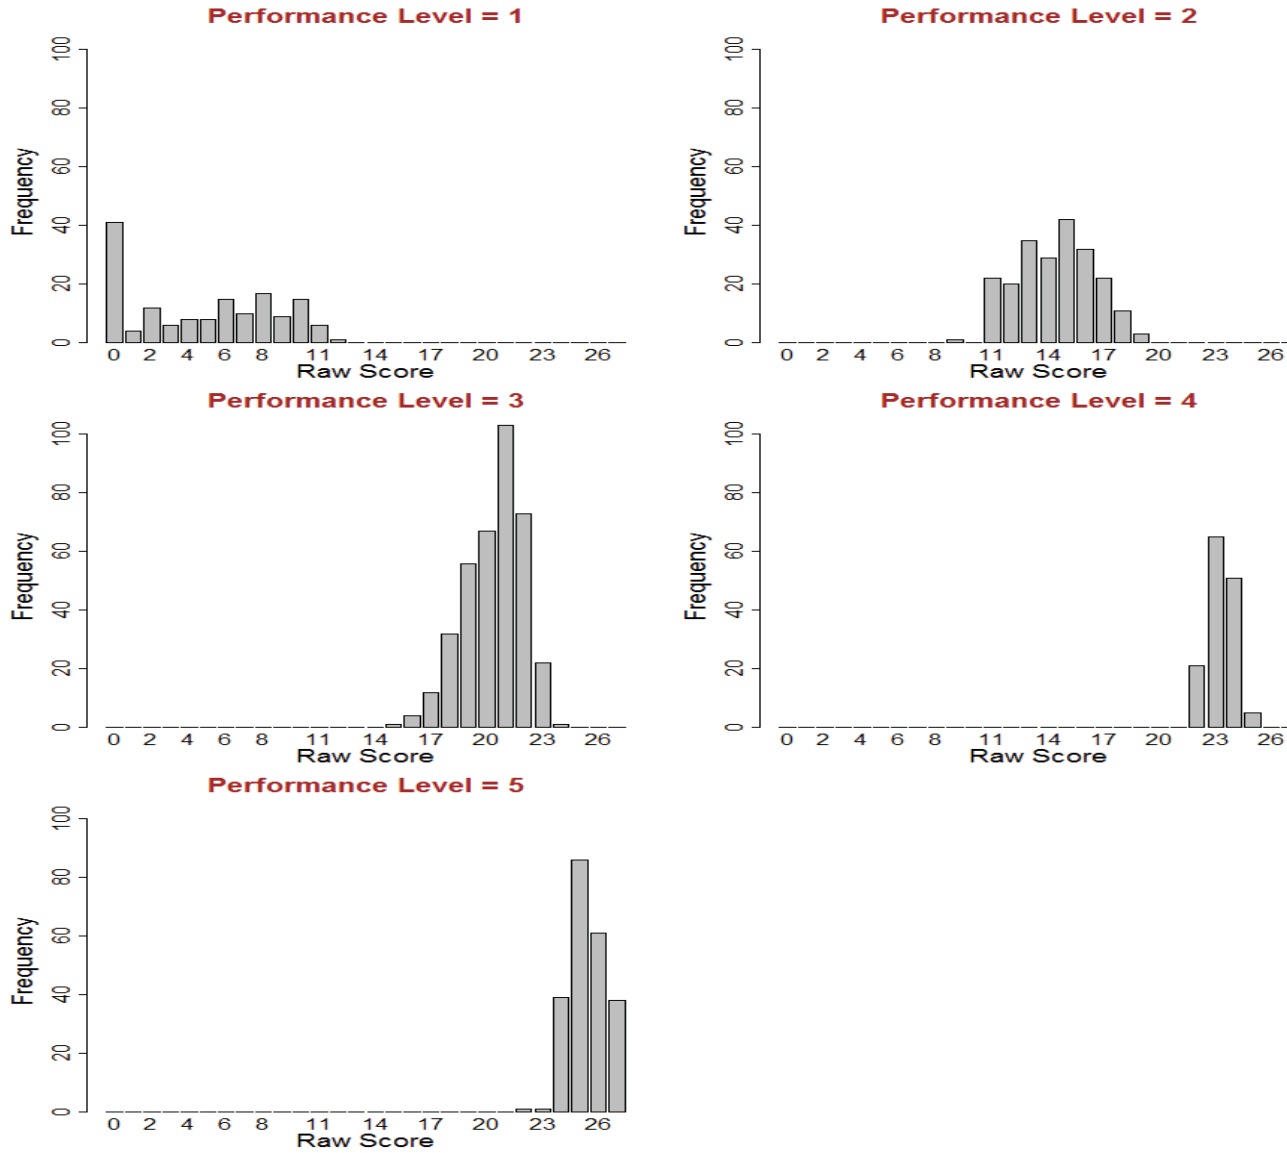 Performance Level = 1
100
80
60
40
20
0
Frequency
0 2 4 6 8 11 14 17 20 23 26
Raw Score
Performance Level = 2
100
80
60
40
20
0
Frequency
0 2 4 6 8 11 14 17 20 23 26
Raw Score
Performance Level = 3
100
80
60
40
20
0
Frequency
0 2 4 6 8 11 14 17 20 23 26
Raw Score
Performance Level = 4
100
80
60
40
20
0
Frequency
0 2 4 6 8 11 14 17 20 23 26
Raw Score
Performance Level = 5
100
80
60
40
20
0
Frequency
0 2 4 6 8 11 14 17 20 23 26
Raw Score